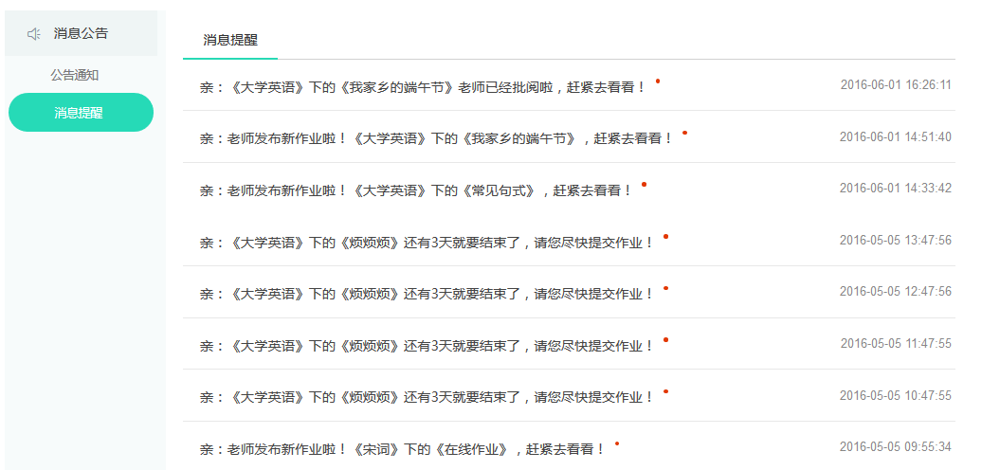 消息公告
公告通知
消息提醒
消息提醒
亲：《大学英语》下的《我家乡的端午节》老师已经批阅啦，赶紧去看看！ 2016-06-01 16:26:11
亲：老师发布新作业啦！《大学英语》下的《我家乡的端午节》，赶紧去看看！ 2016-06-01 14:51:40
亲：老师发布新作业啦！《大学英语》下的《常见句式》，赶紧去看看！ 2016-06-01 14:33:42
亲：《大学英语》下的《烦烦烦》还有3天就要结束了，请您尽快提交作业！ 2016-05-05 13:47:56
亲：《大学英语》下的《烦烦烦》还有3天就要结束了，请您尽快提交作业！ 2016-05-05 12:47:56
亲：《大学英语》下的《烦烦烦》还有3天就要结束了，请您尽快提交作业！ 2016-05-05 11:47:55
亲：《大学英语》下的《烦烦烦》还有3天就要结束了，请您尽快提交作业！ 2016-05-05 10:47:55
亲：老师发布新作业啦！《宋词》下的《在线作业》，赶紧去看看！ 2016-05-05 09:55:34